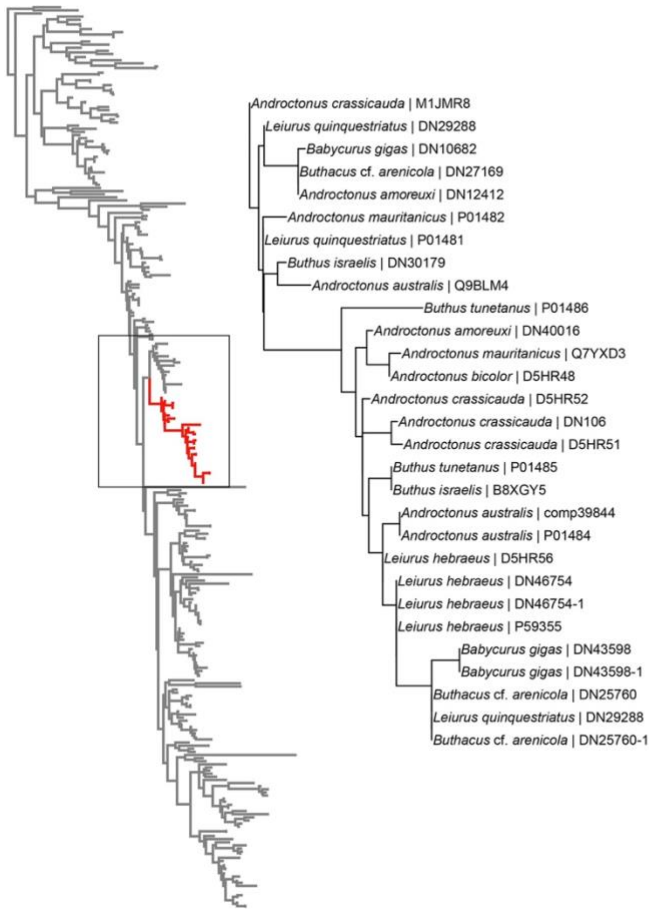 Androctonus crassicauda | M1JMR8
Leiurus quinquestriatus | DN29288
Babycurus gigas | DN10682
Buthacus cf. arenicola | DN27169
Androctonus amoreuxi | DN12412
Androctonus mauritanicus | P01482
Leiurus quinquestriatus | P01481
Buthus israelis | DN30179
Androctonus australis | Q9BLM4
Buthus tunetanus | P01486
Androctonus amoreuxi | DN40016
Androctonus mauritanicus | Q7YXD3
Androctonus bicolor | D5HR48
Androctonus crassicauda | D5HR52
Androctonus crassicauda | DN106
Androctonus crassicauda | D5HR51
Buthus tunetanus | P01485
Buthus israelis | B8XGY5
Androctonus australis | comp39844
Androctonus australis | P01484
Leiurus hebraeus | D5HR56
Leiurus hebraeus | DN46754
Leiurus hebraeus | DN46754-1
Leiurus hebraeus | P59355
Babycurus gigas | DN43598
Babycurus gigas | DN43598-1
Buthacus cf. arenicola | DN25760
Leiurus quinquestriatus | DN29288
Buthacus cf. arenicola | DN25760-1